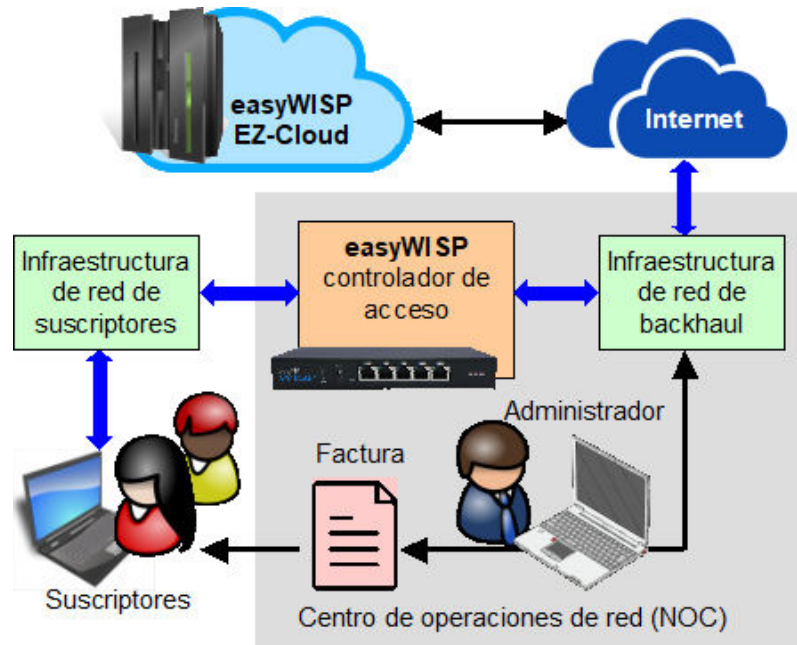 easyWISP
EZ-Cloud
Internet
Infraestructura
de red de
suscriptores
easyWISP
controlador de
acceso
Infraestructura
de red de
backhaul
Administrador
Factura
Suscriptores
Centro de operaciones de red (NOC)